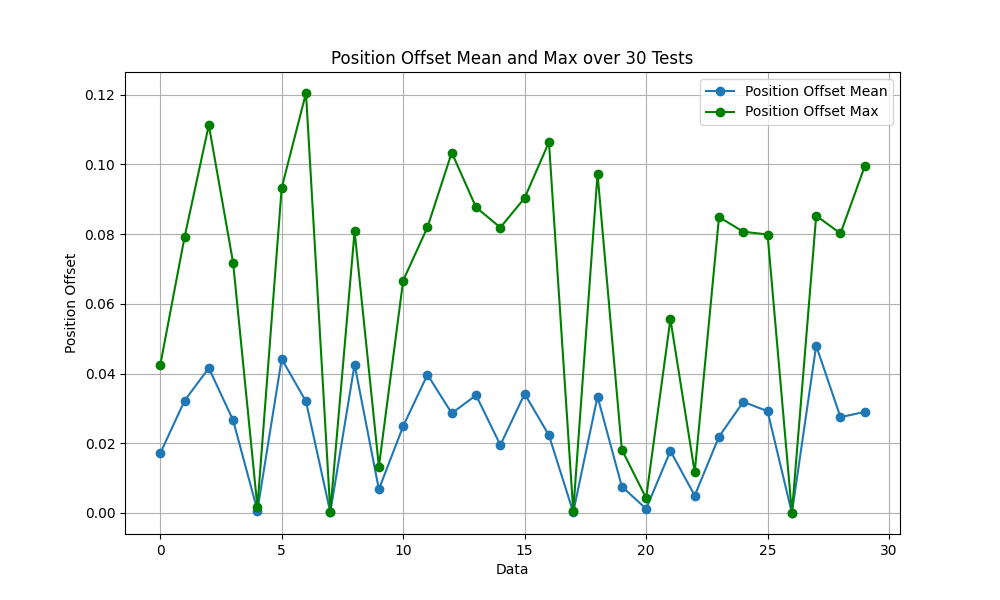 Position Offset Mean and Max over 30 Tests
Position Offset Mean
Position Offset Max
Position Offset
0.12
0.10
0.08
0.06
0.04
0.02
0.00
0 5 10 15 20 25 30
Data